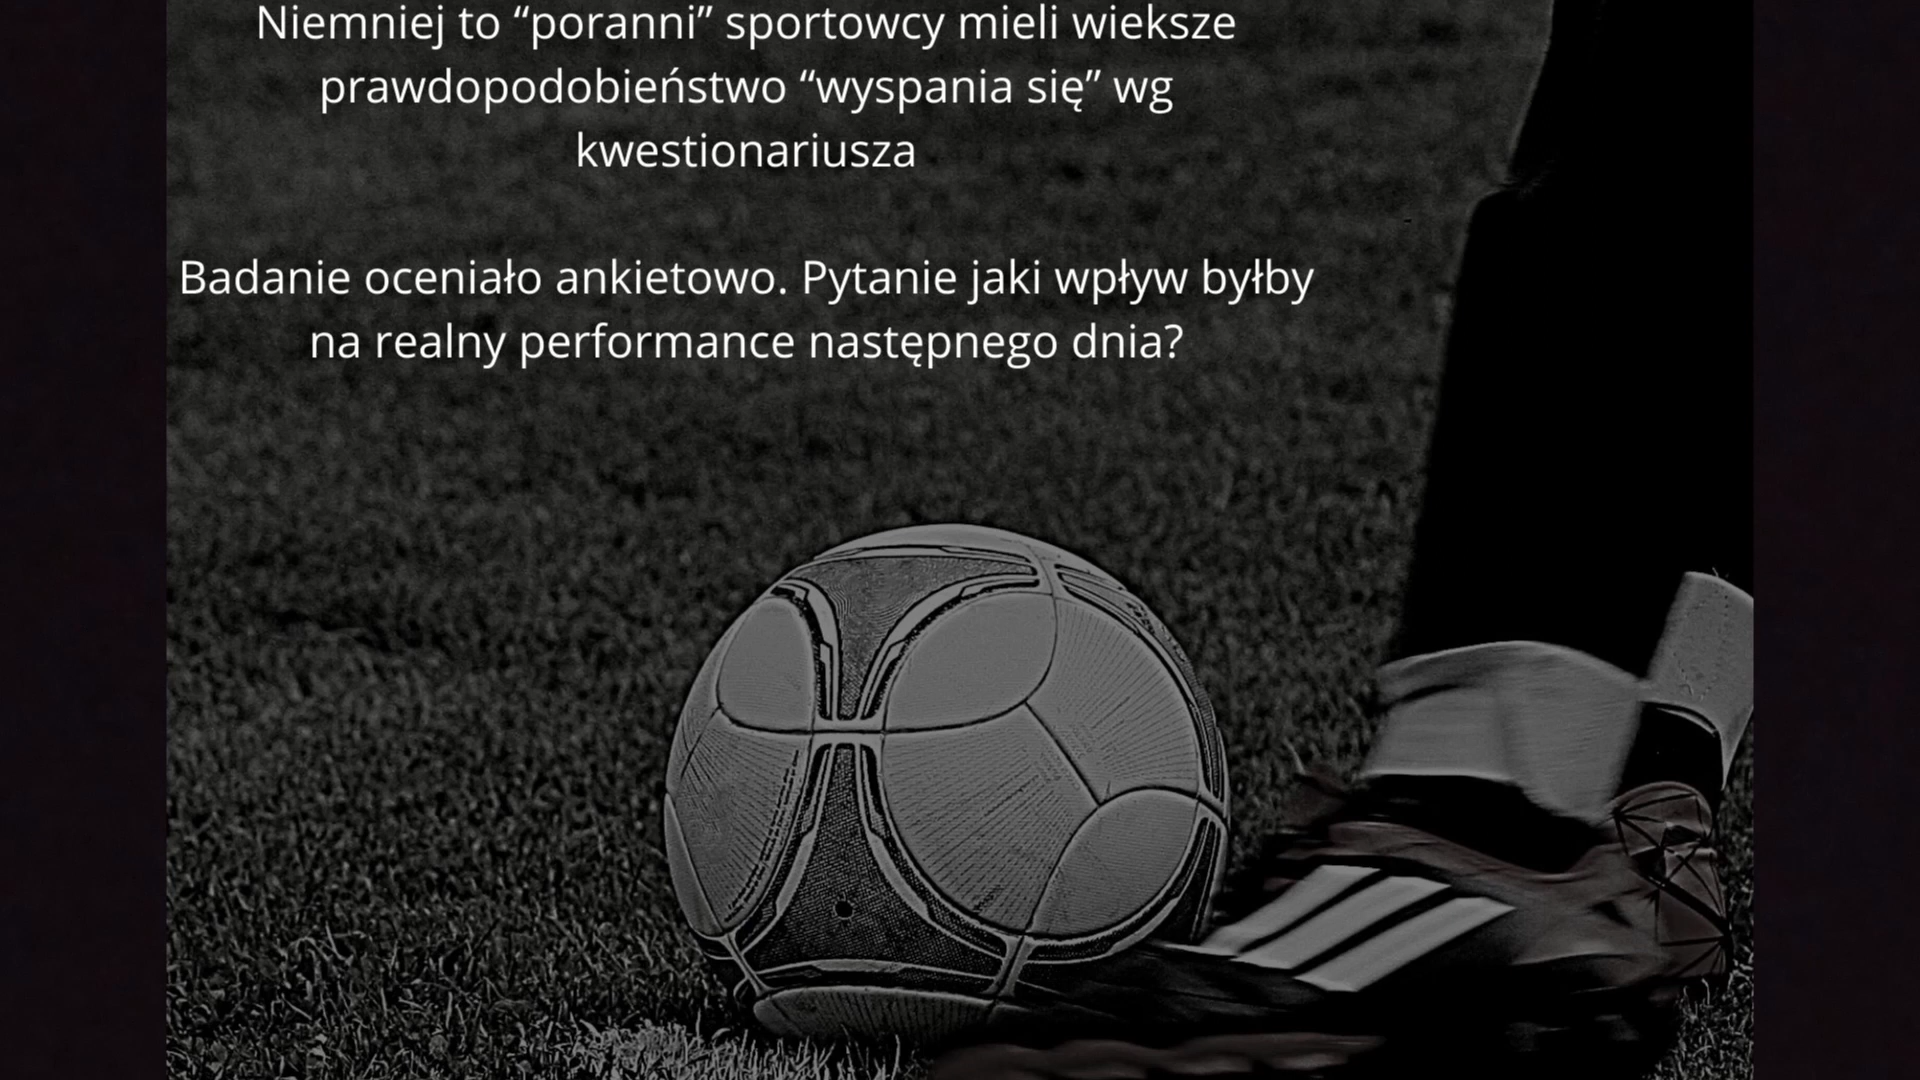 Niemniej to “poranni” sportowcy mieli wieksze
prawdopodobieństwo “wyspania się” wg
kwestionariusza
Badanie oceniało ankietowo. Pytanie jaki wpływ byłby
na realny performance następnego dnia?